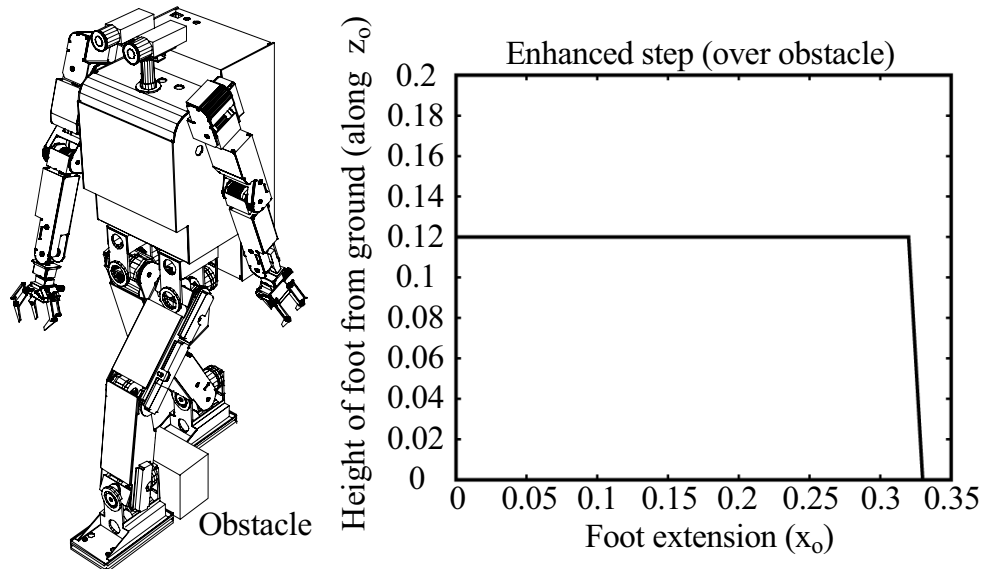 Enhanced step (over obstacle)
Height of foot from ground (along z₀)
0.2
0.18
0.16
0.14
0.12
0.1
0.08
0.06
0.04
0.02
0
0 0.05 0.1 0.15 0.2 0.25 0.3 0.35
Foot extension (x₀)
Obstacle